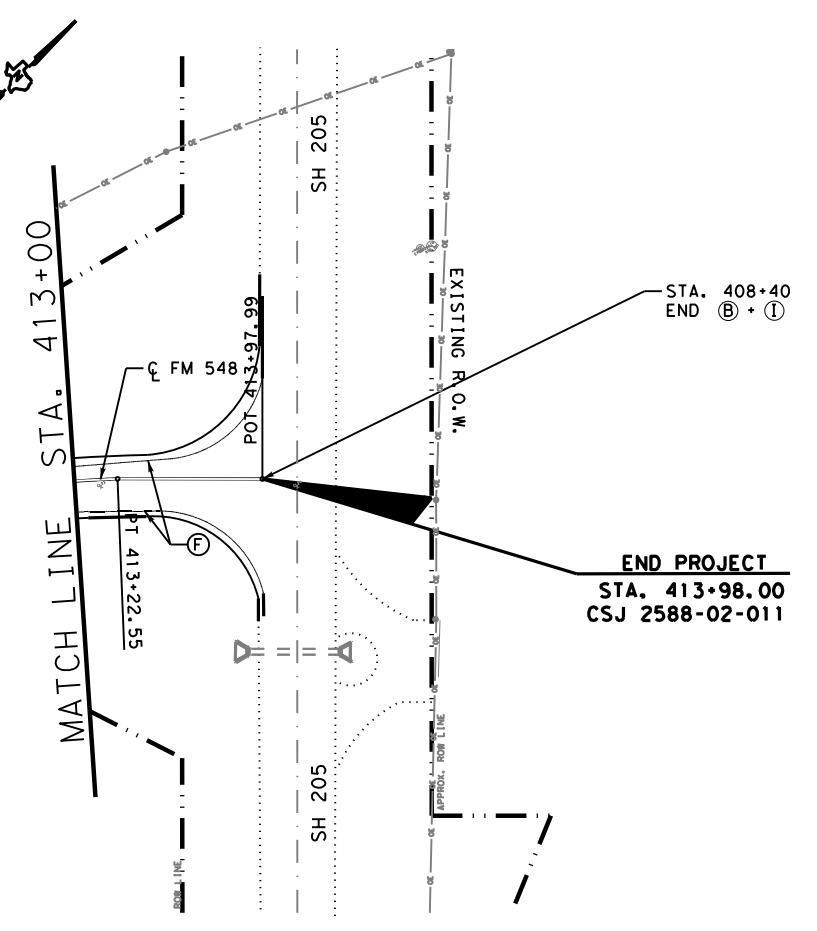 SH 205
STA. 408+40
END Ⓑ + Ⓘ
EXISTING R.O.W.
POT 413+97.99
℄ FM 548
MATCH LINE STA. 413+00
Ⓕ
PT 413+22.55
END PROJECT
STA. 413+98.00
CSJ 2588-02-011
APPROX. ROW LINE
SH 205
ROW LINE